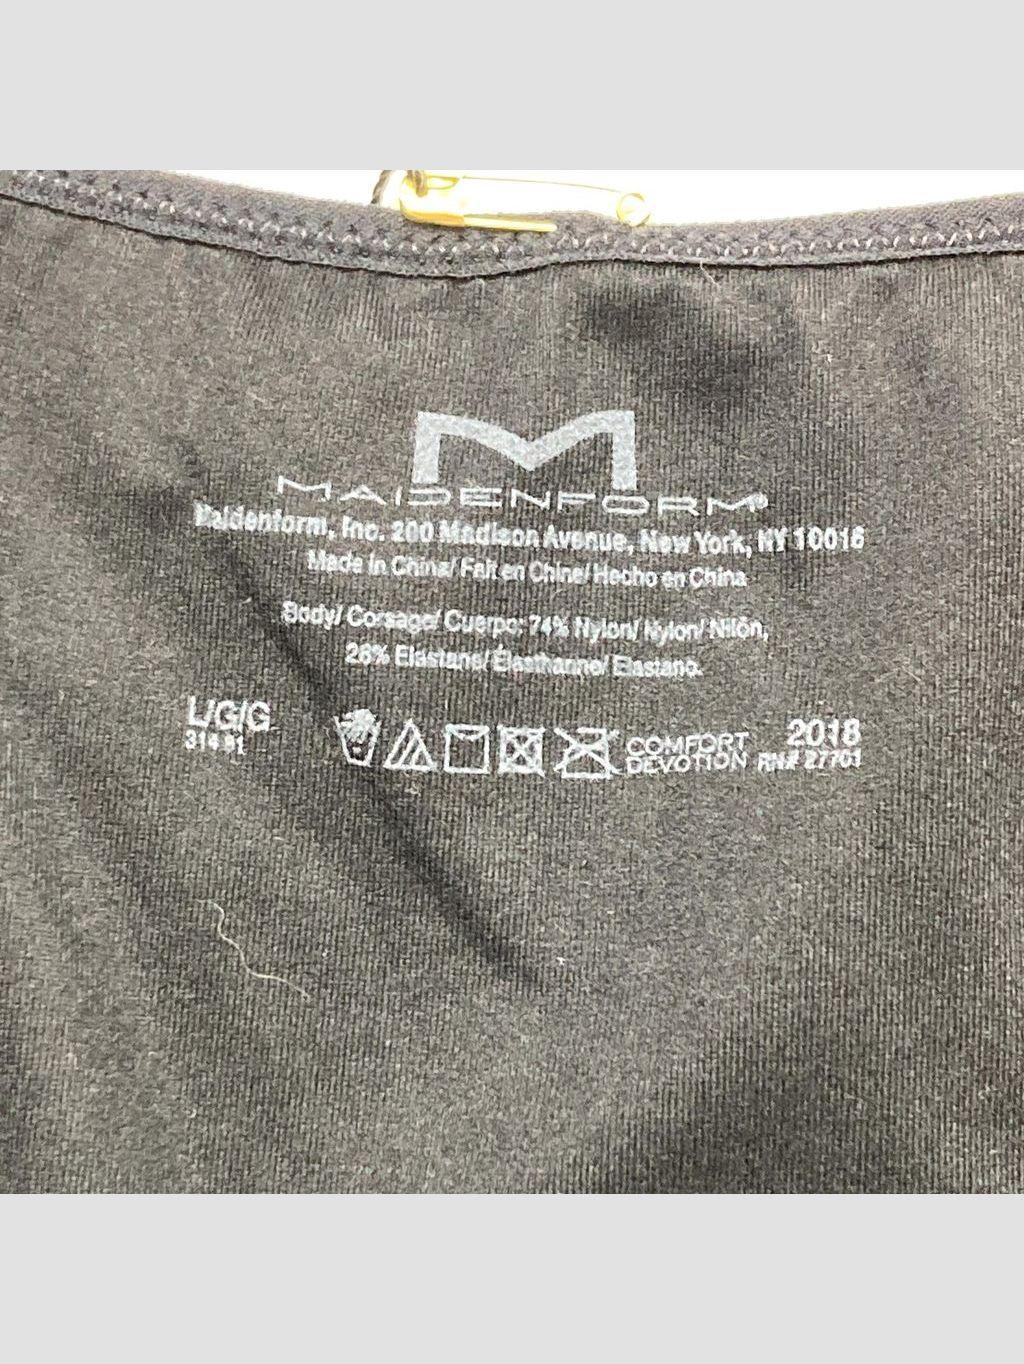 M
MAIDENFORM®
Maidenform, Inc. 200 Madison Avenue, New York, NY 10016
Made in China/ Fait en Chine/ Hecho en China
Body/ Corsage/ Cuerpo: 74% Nylon/ Nylon/ Nilón,
26% Elastane/ Élasthanne/ Elastano.
L/G/G
COMFORT
DEVOTION
2018
RN# 27701